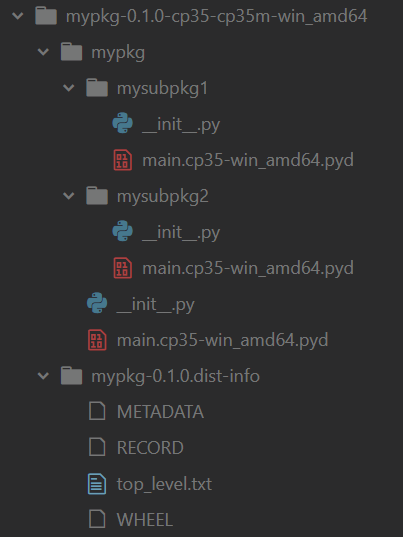 mypkg-0.1.0-cp35-cp35m-win_amd64
mypkg
mysubpkg1
__init__.py
main.cp35-win_amd64.pyd
mysubpkg2
__init__.py
main.cp35-win_amd64.pyd
__init__.py
main.cp35-win_amd64.pyd
mypkg-0.1.0.dist-info
METADATA
RECORD
top_level.txt
WHEEL